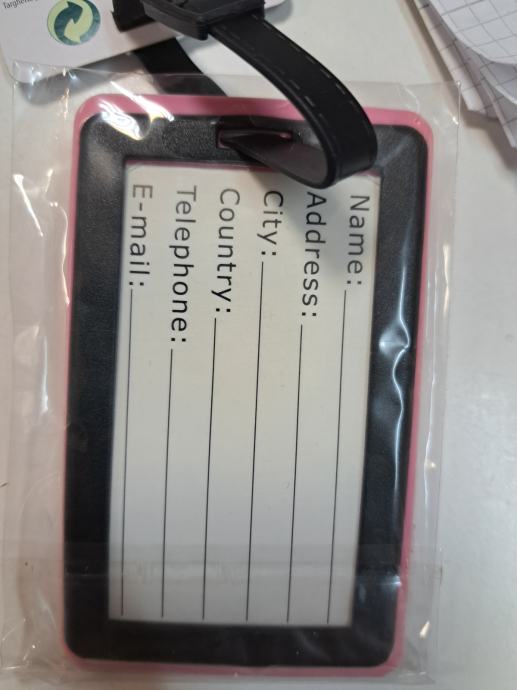 Name:
Address:
City:
Country:
Telephone:
E-mail: